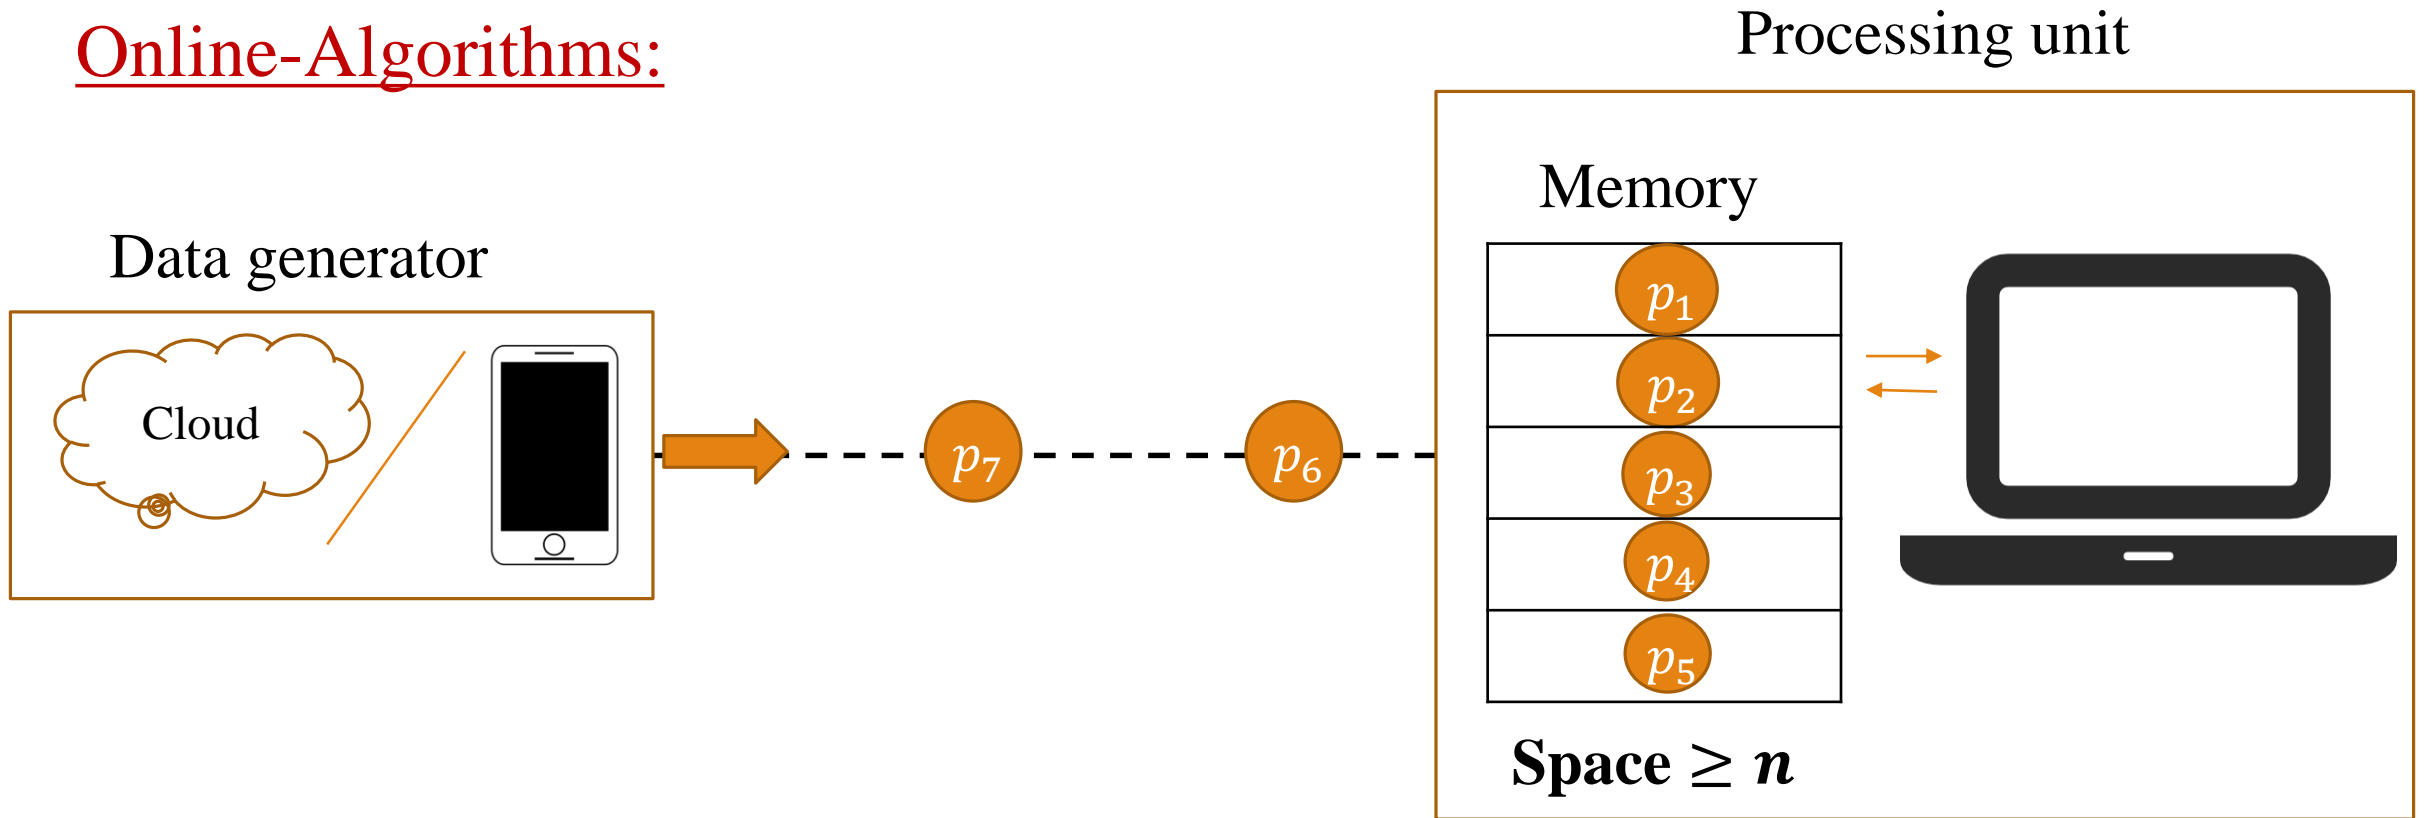 Online-Algorithms:
Processing unit
Memory
Data generator
Cloud
p₇
p₆
p₁
p₂
p₃
p₄
p₅
Space ≥ n